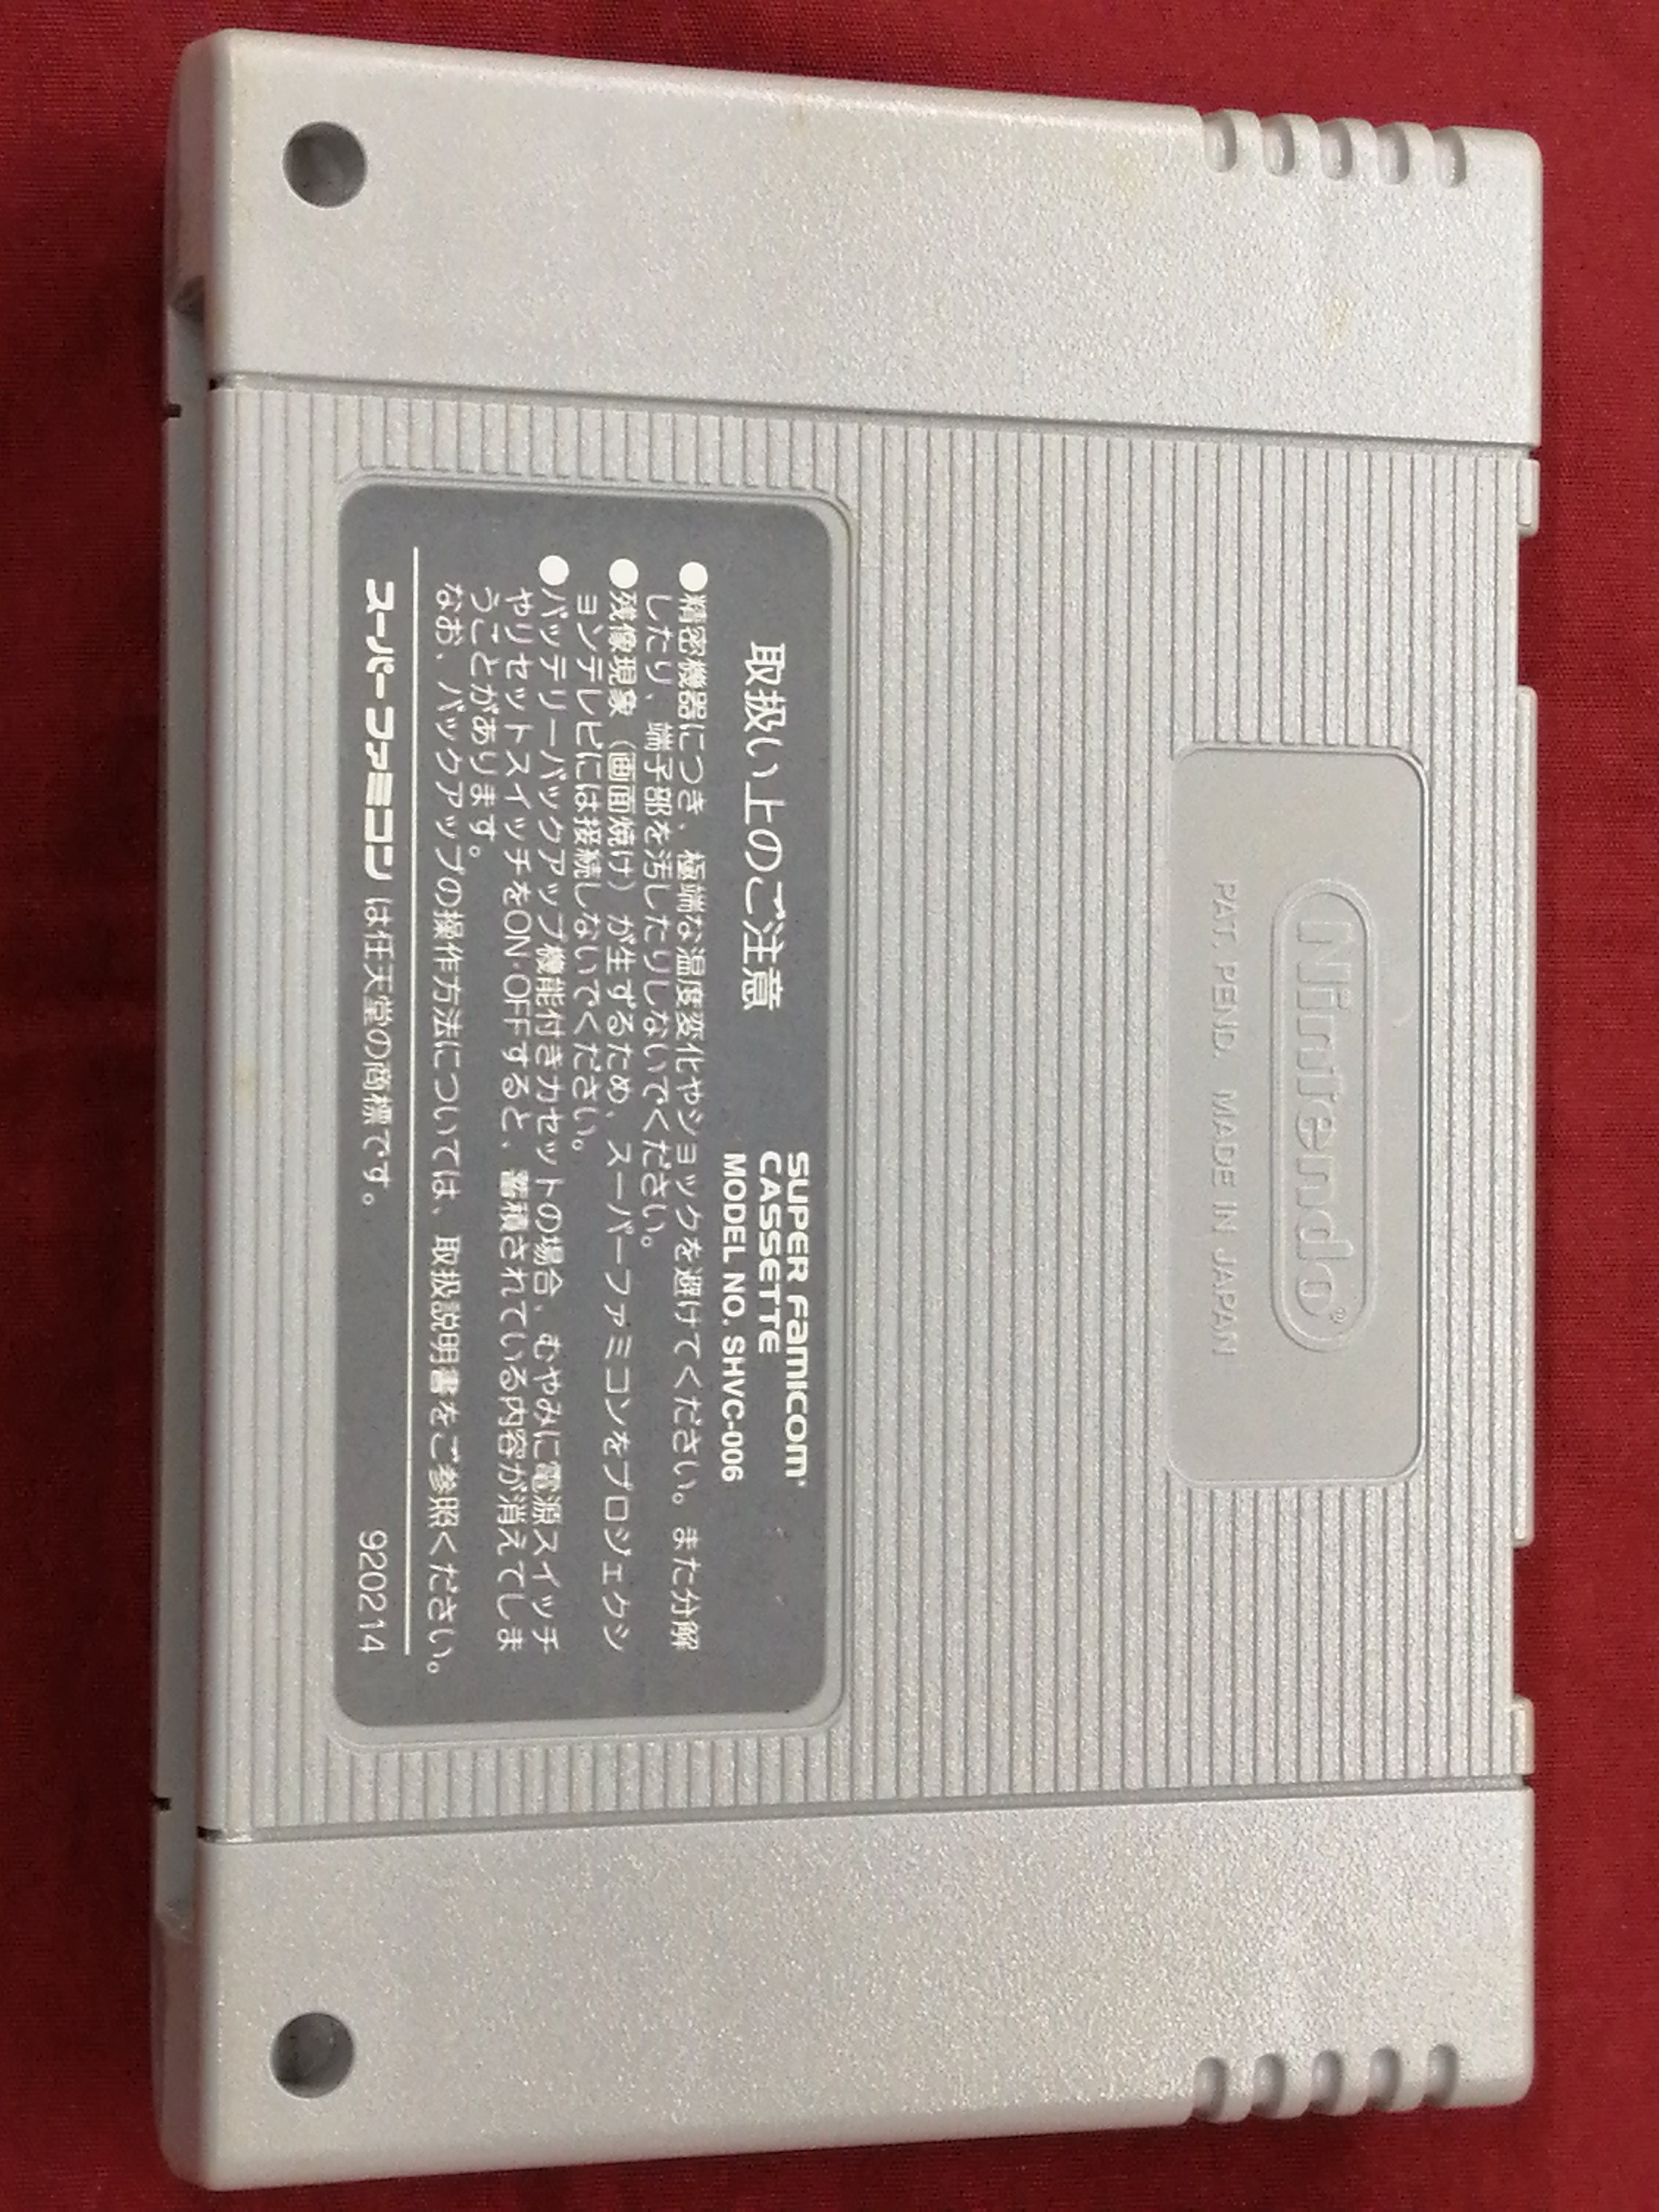 Nintendo®
PAT. PEND. MADE IN JAPAN
取扱い上のご注意
SUPER Famicom
CASSETTE
MODEL NO. SHVC-006
●精密機器につき、極端な温度変化やショックを避けてください。また分解
したり、端子部を汚したりしないでください。
●残像現象（画面焼け）が生ずるため、スーパーファミコンをプロジェクシ
ョンテレビには接続しないでください。
●バッテリーバックアップ機能付きカセットの場合、むやみに電源スイッチ
やリセットスイッチをON・OFFすると、蓄積されている内容が消えてしま
うことがあります。
なお、バックアップの操作方法については、取扱説明書をご参照ください。
スーパーファミコンは任天堂の商標です。
920214